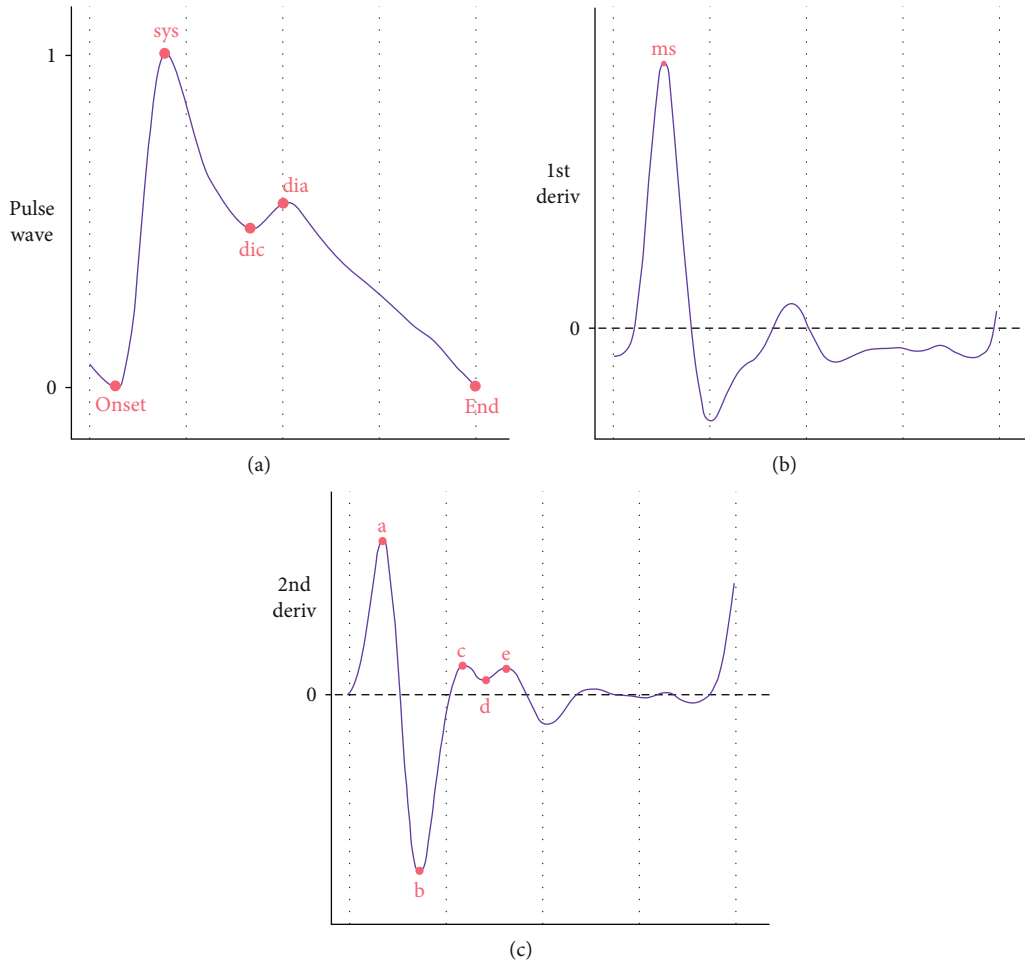 sys
1
dia
Pulse
wave
dic
0
Onset
End
(a)
ms
1st
deriv
0
(b)
a
2nd
deriv
c
e
0
d
b
(c)